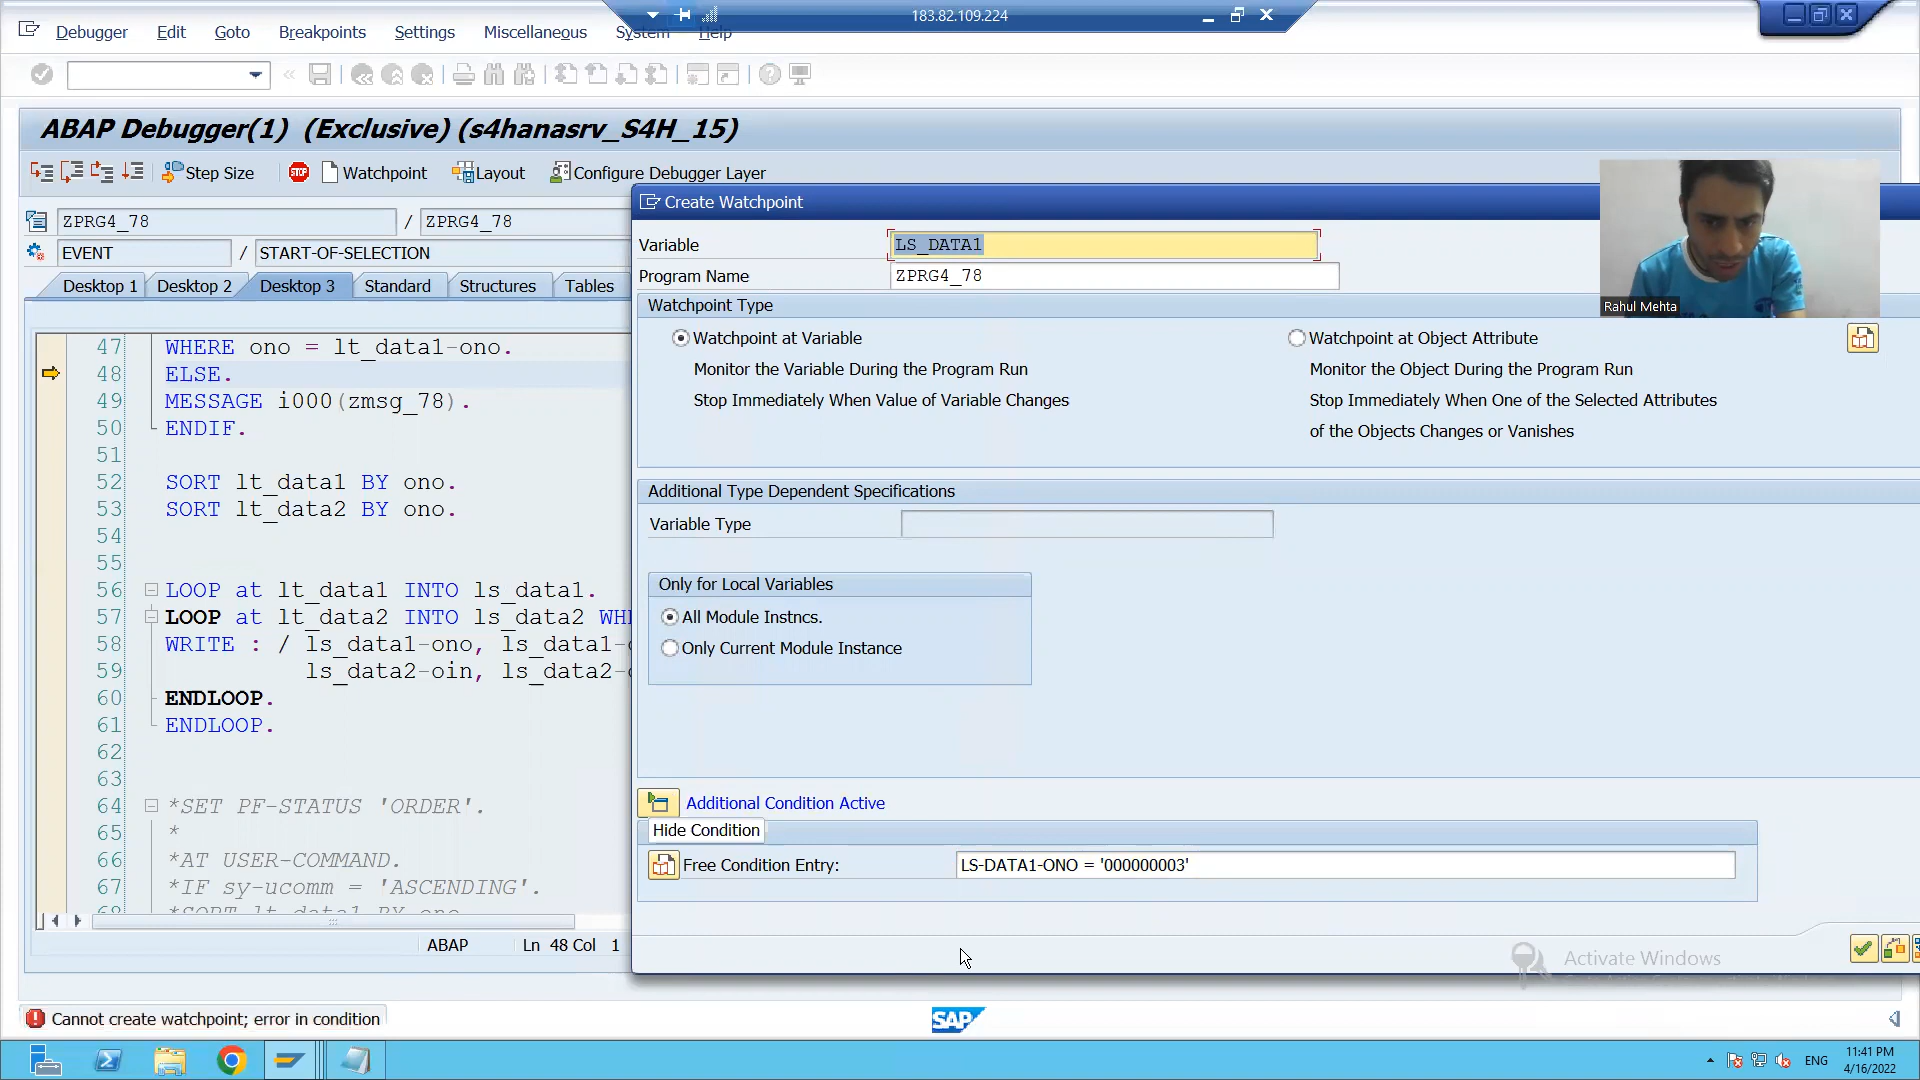 183.82.109.224
Debugger Edit Goto Breakpoints Settings Miscellaneous System Help
ABAP Debugger(1) (Exclusive) (s4hanasrv_S4H_15)
Step Size STOP Watchpoint Layout Configure Debugger Layer
ZPRG4_78 / ZPRG4_78
EVENT / START-OF-SELECTION
Desktop 1 Desktop 2 Desktop 3 Standard Structures Tables
47 WHERE ono = lt_data1-ono.
48 ELSE.
49 MESSAGE i000(zmsg_78).
50 ENDIF.
51
52 SORT lt_data1 BY ono.
53 SORT lt_data2 BY ono.
54
55
56 LOOP at lt_data1 INTO ls_data1.
57 LOOP at lt_data2 INTO ls_data2
58 WRITE : / ls_data1-ono,
59 ls_data2-oin,
60 ENDLOOP.
61 ENDLOOP.
62
63
64 *SET PF-STATUS 'ORDER'.
65 *
66 *AT USER-COMMAND.
67 *IF sy-ucomm = 'ASCENDING'.
ABAP Ln 48 Col 1
Create Watchpoint
Variable LS_DATA1
Program Name ZPRG4_78
Watchpoint Type
Watchpoint at Variable
Monitor the Variable During the Program Run
Stop Immediately When Value of Variable Changes
Watchpoint at Object Attribute
Monitor the Object During the Program Run
Stop Immediately When One of the Selected Attributes
of the Objects Changes or Vanishes
Additional Type Dependent Specifications
Variable Type
Only for Local Variables
All Module Instncs.
Only Current Module Instance
Additional Condition Active
Hide Condition
Free Condition Entry: LS-DATA1-ONO = '000000003'
Rahul Mehta
Activate Windows
Cannot create watchpoint; error in condition
SAP
ENG
11:41 PM
4/16/2022